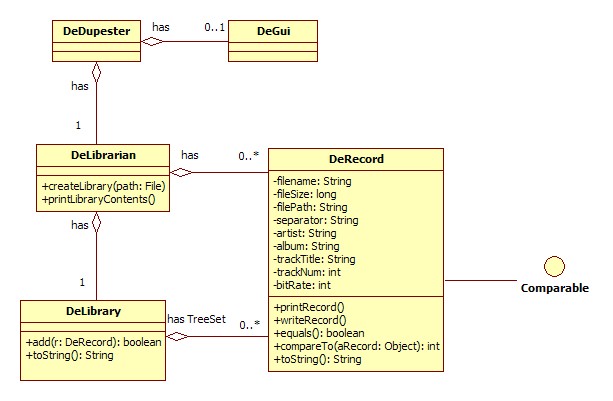 DeDupester
has
0..1
DeGui
has
1
DeLibrarian
+createLibrary(path: File)
+printLibraryContents()
has
0..*
DeRecord
-filename: String
-fileSize: long
-filePath: String
-separator: String
-artist: String
-album: String
-trackTitle: String
-trackNum: int
-bitRate: int
+printRecord()
+writeRecord()
+equals(): boolean
+compareTo(aRecord: Object): int
+toString(): String
Comparable
has
1
DeLibrary
+add(r: DeRecord): boolean
+toString(): String
has TreeSet
0..*